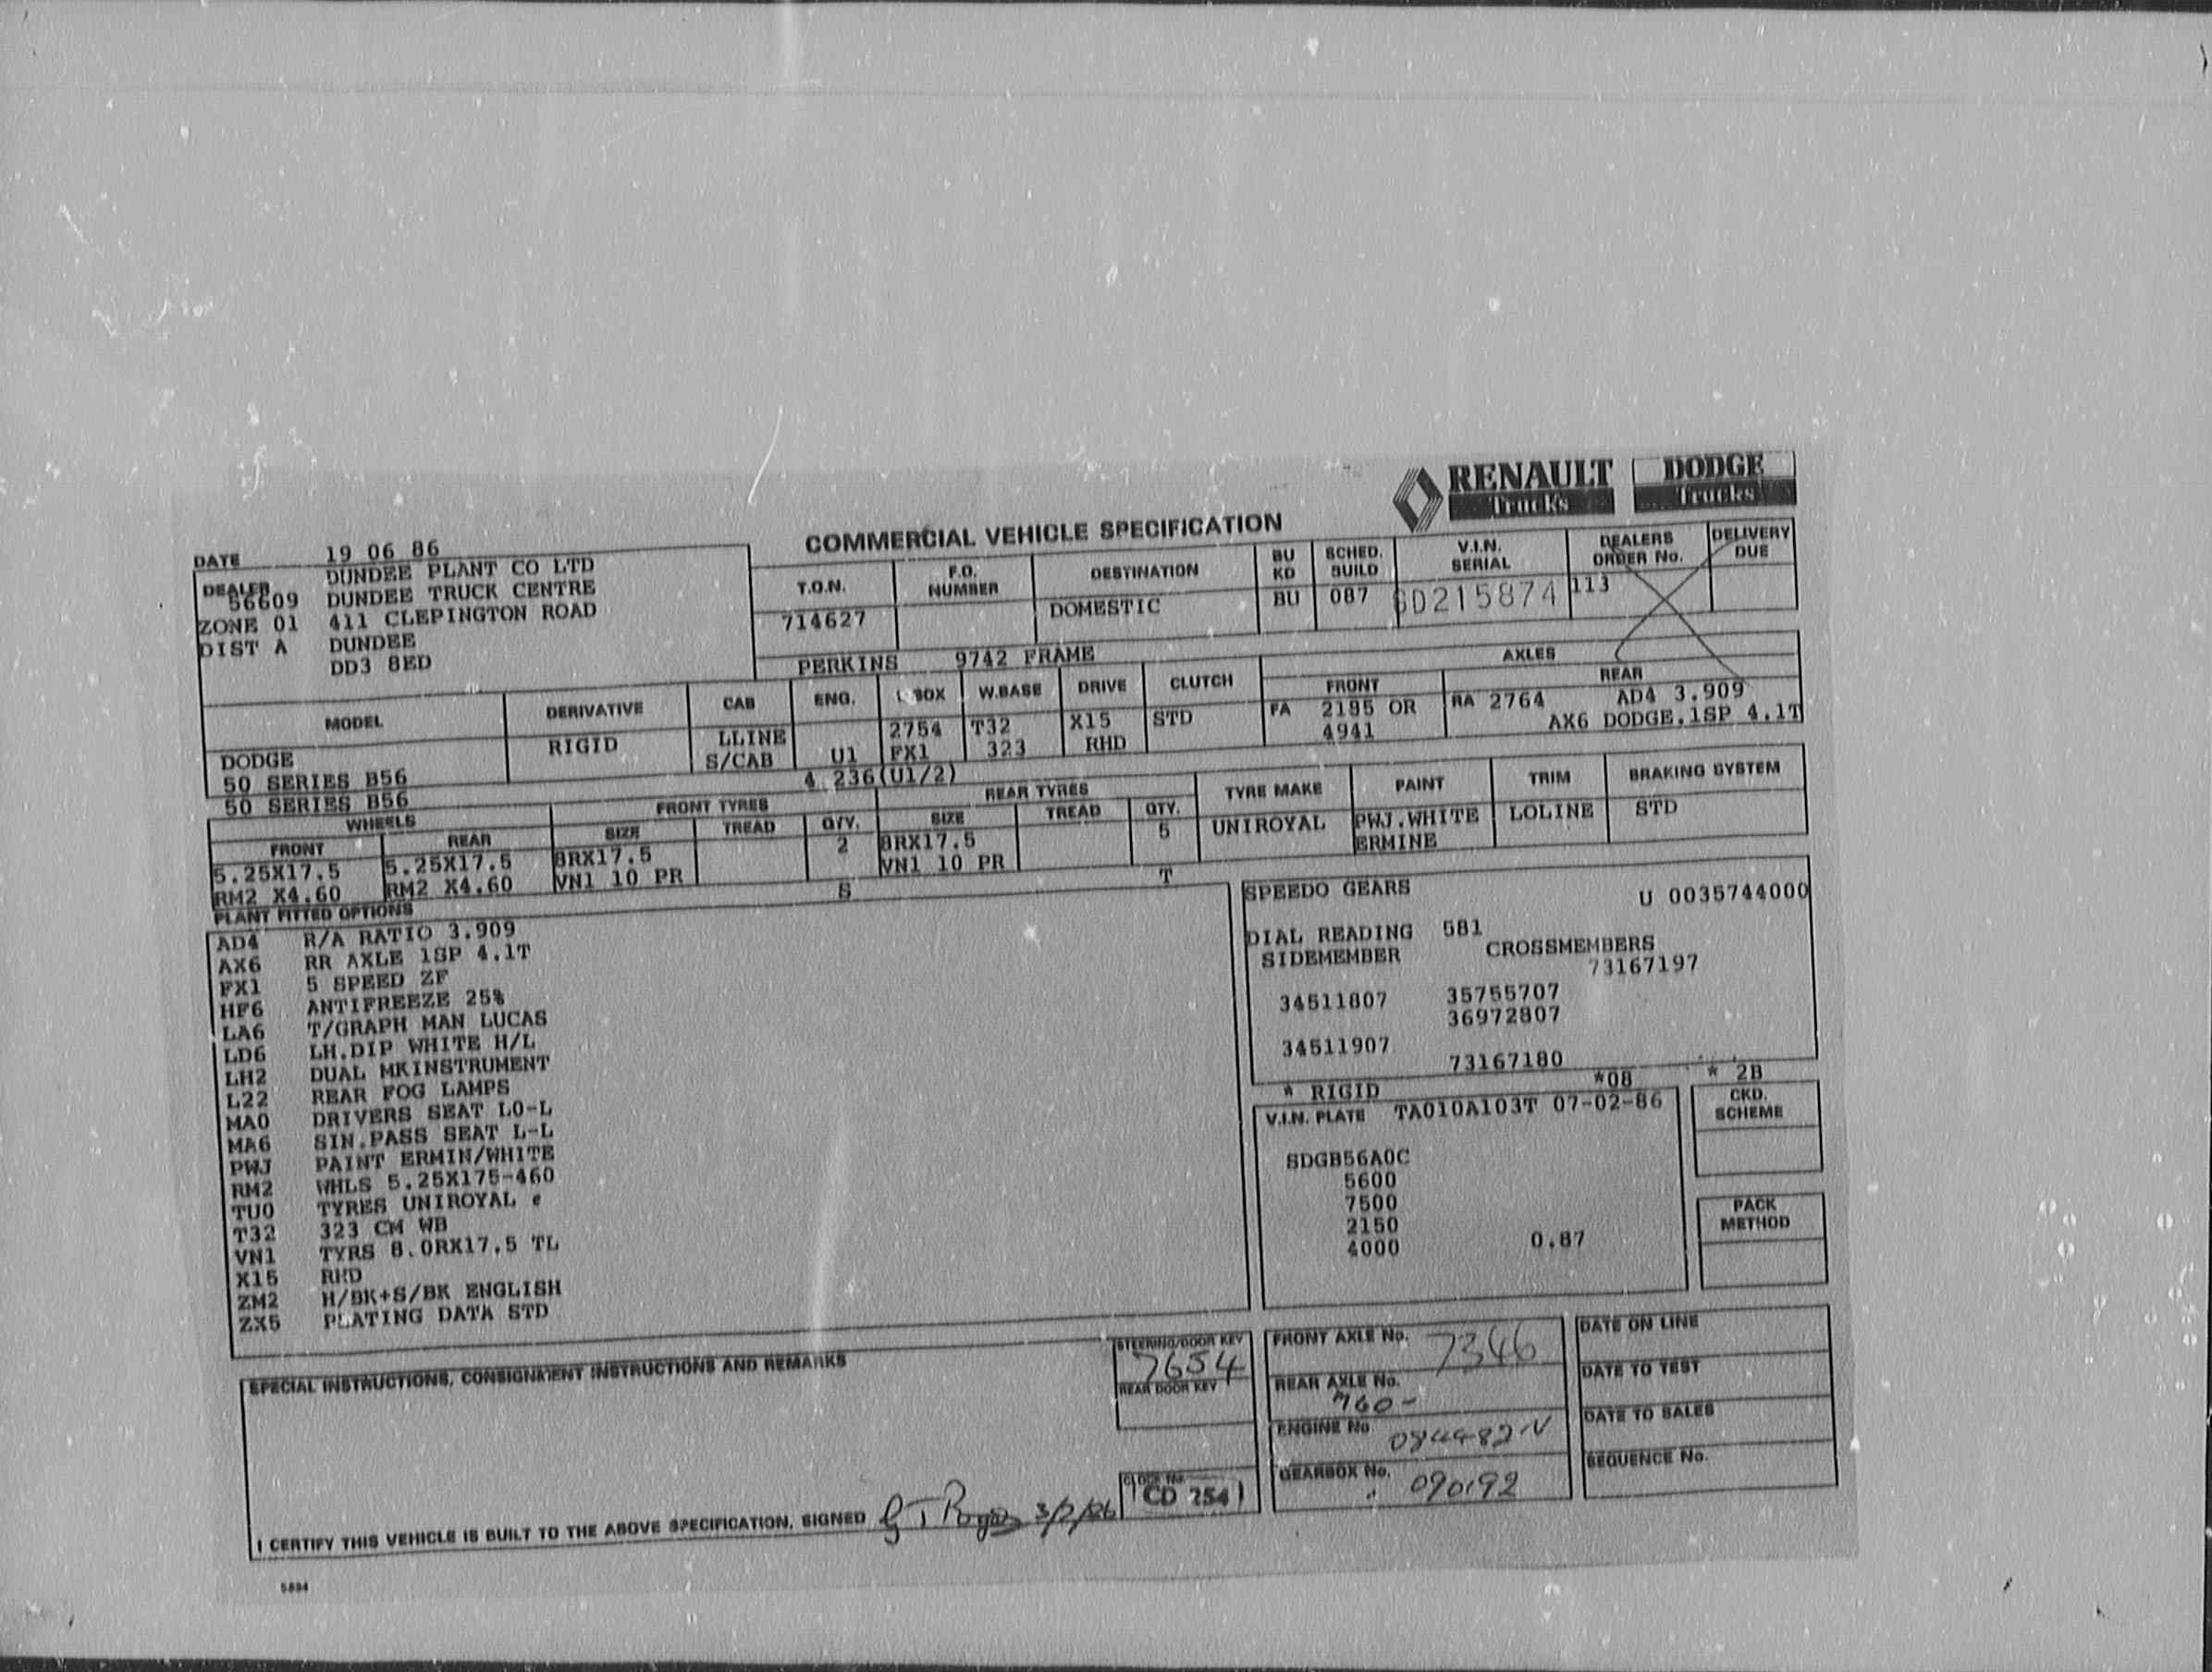 RENAULT Trucks DODGE Trucks
COMMERCIAL VEHICLE SPECIFICATION
DATE 19 06 86
DEALER DUNDEE PLANT CO LTD
56609 DUNDEE TRUCK CENTRE
ZONE 01 411 CLEPINGTON ROAD
DIST A DUNDEE
DD3 8ED
T.O.N. F.O. NUMBER DESTINATION BU KD SCHED. BUILD V.I.N. SERIAL DEALERS ORDER No. DELIVERY DUE
714627 DOMESTIC BU 087 GD215874 113
PERKINS 9742 FRAME AXLES
MODEL DERIVATIVE CAB ENG. BOX W.BASE DRIVE CLUTCH FRONT REAR
DODGE RIGID LLINE 2754 T32 X15 STD FA 2195 OR RA 2764 AD4 3.909
50 SERIES B56 S/CAB U1 FX1 323 RHD 4941 AX6 DODGE.1SP 4.1T
50 SERIES B56 4 236(U1/2)
WHEELS FRONT TYRES REAR TYRES TYRE MAKE PAINT TRIM BRAKING SYSTEM
FRONT REAR SIZE TREAD QTY. SIZE TREAD QTY.
5.25X17.5 5.25X17.5 8RX17.5 2 8RX17.5 5 UNIROYAL PWJ.WHITE LOLINE STD
RM2 X4.60 RM2 X4.60 VN1 10 PR VN1 10 PR ERMINE
S T
PLANT FITTED OPTIONS
AD4 R/A RATIO 3.909
AX6 RR AXLE 1SP 4.1T
FX1 5 SPEED ZF
HF6 ANTIFREEZE 25%
LA6 T/GRAPH MAN LUCAS
LD6 LH.DIP WHITE H/L
LH2 DUAL MKINSTRUMENT
L22 REAR FOG LAMPS
MA0 DRIVERS SEAT LO-L
MA6 SIN.PASS SEAT L-L
PWJ PAINT ERMIN/WHITE
RM2 WHLS 5.25X175-460
TU0 TYRES UNIROYAL
T32 323 CM WB
VN1 TYRS 8.0RX17.5 TL
X15 RHD
ZM2 H/BK+S/BK ENGLISH
ZX5 PLATING DATA STD
SPEEDO GEARS U 0035744000
DIAL READING 581
SIDEMEMBER CROSSMEMBERS
73167197
34511807 35755707
36972807
34511907
73167180
* RIGID *08 * 2B
V.I.N. PLATE TA010A103T 07-02-86
SDGB56A0C
5600
7500
2150
4000 0.87
CKD. SCHEME
PACK METHOD
SPECIAL INSTRUCTIONS, CONSIGNMENT INSTRUCTIONS AND REMARKS
STEERING/DOOR KEY
7654
REAR DOOR KEY
CLOCK No.
CD 254
FRONT AXLE No. 7346
REAR AXLE No.
760-
ENGINE No 084482N
GEARBOX No. 090192
DATE ON LINE
DATE TO TEST
DATE TO SALES
SEQUENCE No.
I CERTIFY THIS VEHICLE IS BUILT TO THE ABOVE SPECIFICATION, SIGNED 3/2/86
5884